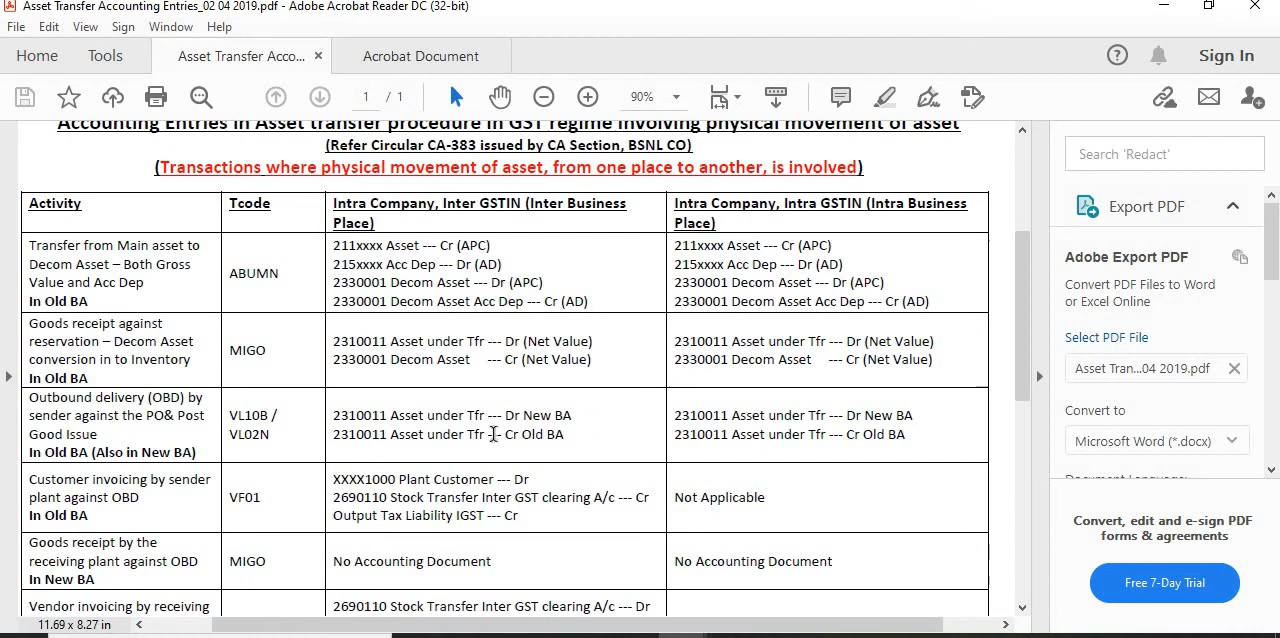 Asset Transfer Accounting Entries_02 04 2019.pdf - Adobe Acrobat Reader DC (32-bit)
File Edit View Sign Window Help
Home Tools Asset Transfer Acco... × Acrobat Document Sign In
1 / 1 90%
Accounting Entries in Asset transfer procedure in GST regime involving physical movement of asset
(Refer Circular CA-383 issued by CA Section, BSNL CO)
(Transactions where physical movement of asset, from one place to another, is involved)
Activity
Tcode
Intra Company, Inter GSTIN (Inter Business
Place)
Intra Company, Intra GSTIN (Intra Business
Place)
Transfer from Main asset to
Decom Asset – Both Gross
Value and Acc Dep
In Old BA
ABUMN
211xxxx Asset --- Cr (APC)
215xxxx Acc Dep --- Dr (AD)
2330001 Decom Asset --- Dr (APC)
2330001 Decom Asset Acc Dep --- Cr (AD)
211xxxx Asset --- Cr (APC)
215xxxx Acc Dep --- Dr (AD)
2330001 Decom Asset --- Dr (APC)
2330001 Decom Asset Acc Dep --- Cr (AD)
Goods receipt against
reservation – Decom Asset
conversion in to Inventory
In Old BA
MIGO
2310011 Asset under Tfr --- Dr (Net Value)
2330001 Decom Asset --- Cr (Net Value)
2310011 Asset under Tfr --- Dr (Net Value)
2330001 Decom Asset --- Cr (Net Value)
Outbound delivery (OBD) by
sender against the PO& Post
Good Issue
In Old BA (Also in New BA)
VL10B /
VL02N
2310011 Asset under Tfr --- Dr New BA
2310011 Asset under Tfr --- Cr Old BA
2310011 Asset under Tfr --- Dr New BA
2310011 Asset under Tfr --- Cr Old BA
Customer invoicing by sender
plant against OBD
In Old BA
VF01
XXXX1000 Plant Customer --- Dr
2690110 Stock Transfer Inter GST clearing A/c --- Cr
Output Tax Liability IGST --- Cr
Not Applicable
Goods receipt by the
receiving plant against OBD
In New BA
MIGO
No Accounting Document
No Accounting Document
Vendor invoicing by receiving
2690110 Stock Transfer Inter GST clearing A/c --- Dr
11.69 x 8.27 in
Search 'Redact'
Export PDF
Adobe Export PDF
Convert PDF Files to Word
or Excel Online
Select PDF File
Asset Tran...04 2019.pdf
Convert to
Microsoft Word (*.docx)
Convert, edit and e-sign PDF
forms & agreements
Free 7-Day Trial